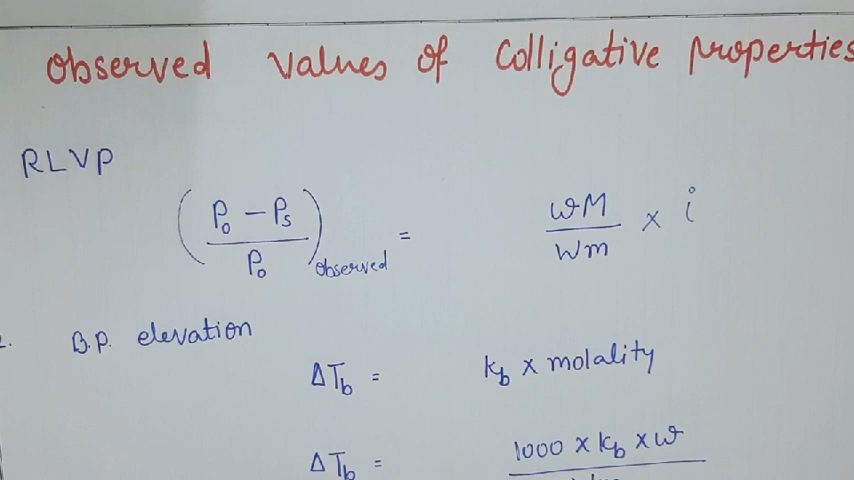 Observed values of Colligative properties
RLVP
(P₀ - Pₛ / P₀)observed = wM / Wm × i
2. B.P. elevation
ΔT_b = k_b × molality
ΔT_b = 1000 × k_b × w